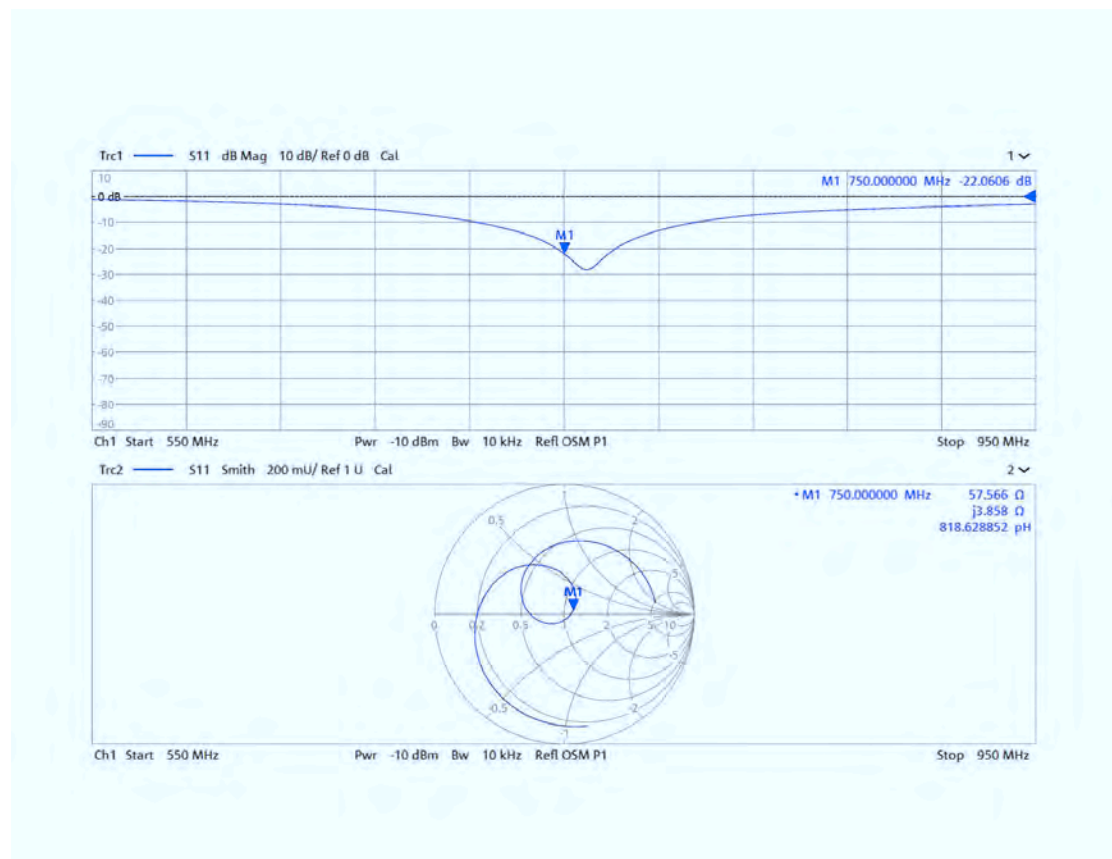 Trc1 S11 dB Mag 10 dB/ Ref 0 dB Cal 1
10
M1 750.000000 MHz -22.0606 dB
0 dB
-10
M1
-20
-30
-40
-50
-60
-70
-80
-90
Ch1 Start 550 MHz Pwr -10 dBm Bw 10 kHz Refl OSM P1 Stop 950 MHz
Trc2 S11 Smith 200 mU/ Ref 1 U Cal 2
M1 750.000000 MHz 57.566 Ω
j3.858 Ω
818.628852 pH
1
0.5 2
5
M1
0 0.2 0.5 1 2 5 10
-5
-0.5 -2
-1
Ch1 Start 550 MHz Pwr -10 dBm Bw 10 kHz Refl OSM P1 Stop 950 MHz